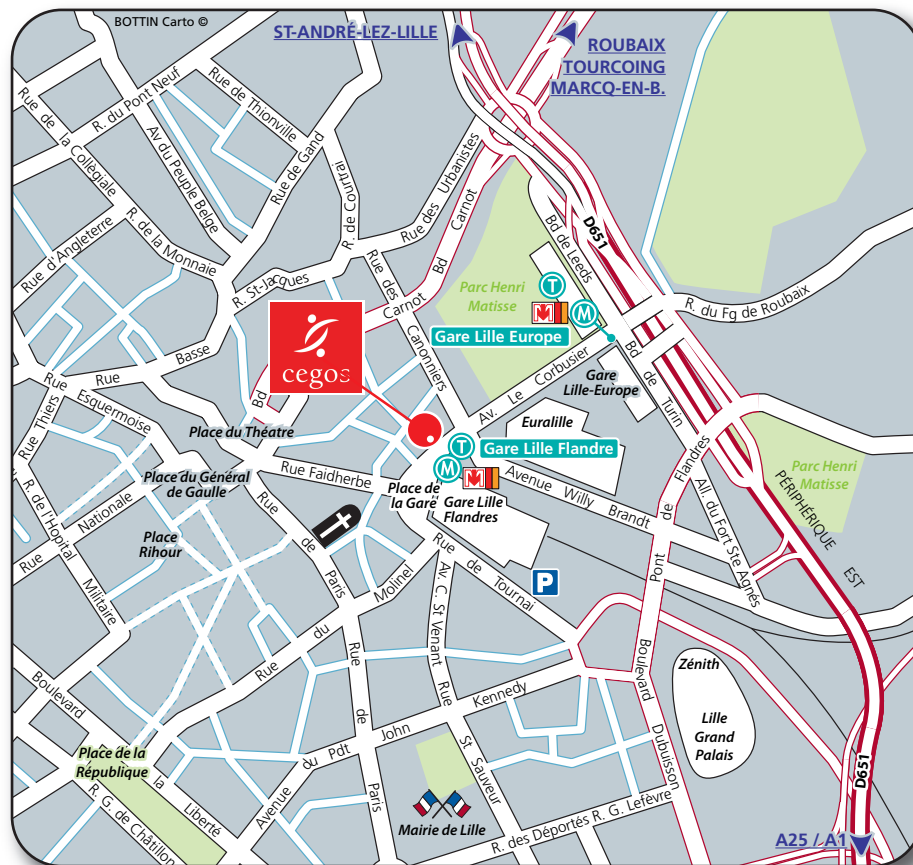 BOTTIN Carto ©
ST-ANDRÉ-LEZ-LILLE
ROUBAIX
TOURCOING
MARCQ-EN-B.
R. du Pont Neuf
Rue de Thionville
Rue de la Collégiale
Av du Peuple Belge
Rue de Gand
R. de Courtrai
Rue des Urbanistes
Bd Carnot
Bd de Leeds
D651
Rue d'Angleterre
R. de la Monnaie
R. St-Jacques
Rue des Canonniers
Bd Carnot
Parc Henri
Matisse
T
M
Gare Lille Europe
R. du Fg de Roubaix
cegos
Rue Basse
Rue Esquermoise
Rue Thiers
Av. Le Corbusier
Gare
Lille-Europe
Bd de Turin
Place du Théatre
Euralille
T
Gare Lille Flandre
M
Rue Faidherbe
Place de
la Gare
Gare Lille
Flandres
Avenue Willy Brandt
Pont de Flandres
All. du Fort Ste Agnés
Parc Henri
Matisse
PÉRIPHÉRIQUE EST
Place du Général
de Gaulle
R. de l'Hopital Militaire
Rue Nationale
Place
Rihour
Rue de Paris
Rue du Molinel
Av. C. St Venant
Rue de Tournai
P
Rue de Paris
Boulevard de la Liberté
Avenue du Pdt John Kennedy
Rue St Sauveur
Boulevard Dubuisson
Zénith
Lille
Grand
Palais
Place de la
République
R. G. de Châtillon
Mairie de Lille
R. des Déportés
R. G. Lefèvre
D651
A25 / A1